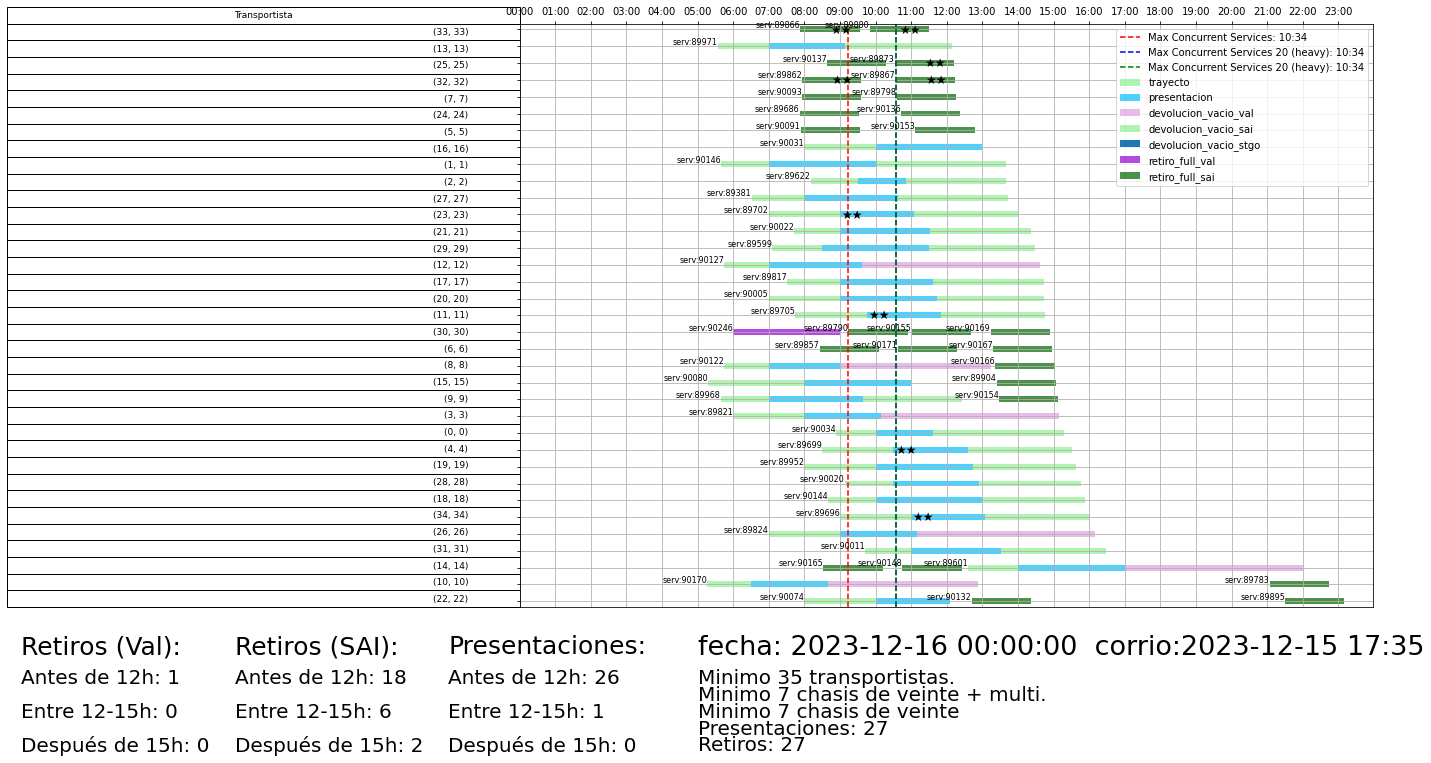 Transportista
00:00 01:00 02:00 03:00 04:00 05:00 06:00 07:00 08:00 09:00 10:00 11:00 12:00 13:00 14:00 15:00 16:00 17:00 18:00 19:00 20:00 21:00 22:00 23:00
(33, 33) serv:89866 serv:89880
(13, 13) serv:89971
(25, 25) serv:90137 serv:89873
(32, 32) serv:89862 serv:89867
(7, 7) serv:90093 serv:89798
(24, 24) serv:89686 serv:90136
(5, 5) serv:90091 serv:90153
(16, 16) serv:90031
(1, 1) serv:90146
(2, 2) serv:89622
(27, 27) serv:89381
(23, 23) serv:89702
(21, 21) serv:90022
(29, 29) serv:89599
(12, 12) serv:90127
(17, 17) serv:89817
(20, 20) serv:90005
(11, 11) serv:89705
(30, 30) serv:90246 serv:89790 serv:90155 serv:90169
(6, 6) serv:89857 serv:90171 serv:90167
(8, 8) serv:90122 serv:90166
(15, 15) serv:90080 serv:89904
(9, 9) serv:89968 serv:90154
(3, 3) serv:89821
(0, 0) serv:90034
(4, 4) serv:89699
(19, 19) serv:89952
(28, 28) serv:90020
(18, 18) serv:90144
(34, 34) serv:89696
(26, 26) serv:89824
(31, 31) serv:90011
(14, 14) serv:90165 serv:90148 serv:89601
(10, 10) serv:90170 serv:89783
(22, 22) serv:90074 serv:90132 serv:89895
Max Concurrent Services: 10:34
Max Concurrent Services 20 (heavy): 10:34
Max Concurrent Services 20 (heavy): 10:34
trayecto
presentacion
devolucion_vacio_val
devolucion_vacio_sai
devolucion_vacio_stgo
retiro_full_val
retiro_full_sai
Retiros (Val):
Antes de 12h: 1
Entre 12-15h: 0
Después de 15h: 0
Retiros (SAI):
Antes de 12h: 18
Entre 12-15h: 6
Después de 15h: 2
Presentaciones:
Antes de 12h: 26
Entre 12-15h: 1
Después de 15h: 0
fecha: 2023-12-16 00:00:00 corrio:2023-12-15 17:35
Minimo 35 transportistas.
Minimo 7 chasis de veinte + multi.
Minimo 7 chasis de veinte
Presentaciones: 27
Retiros: 27